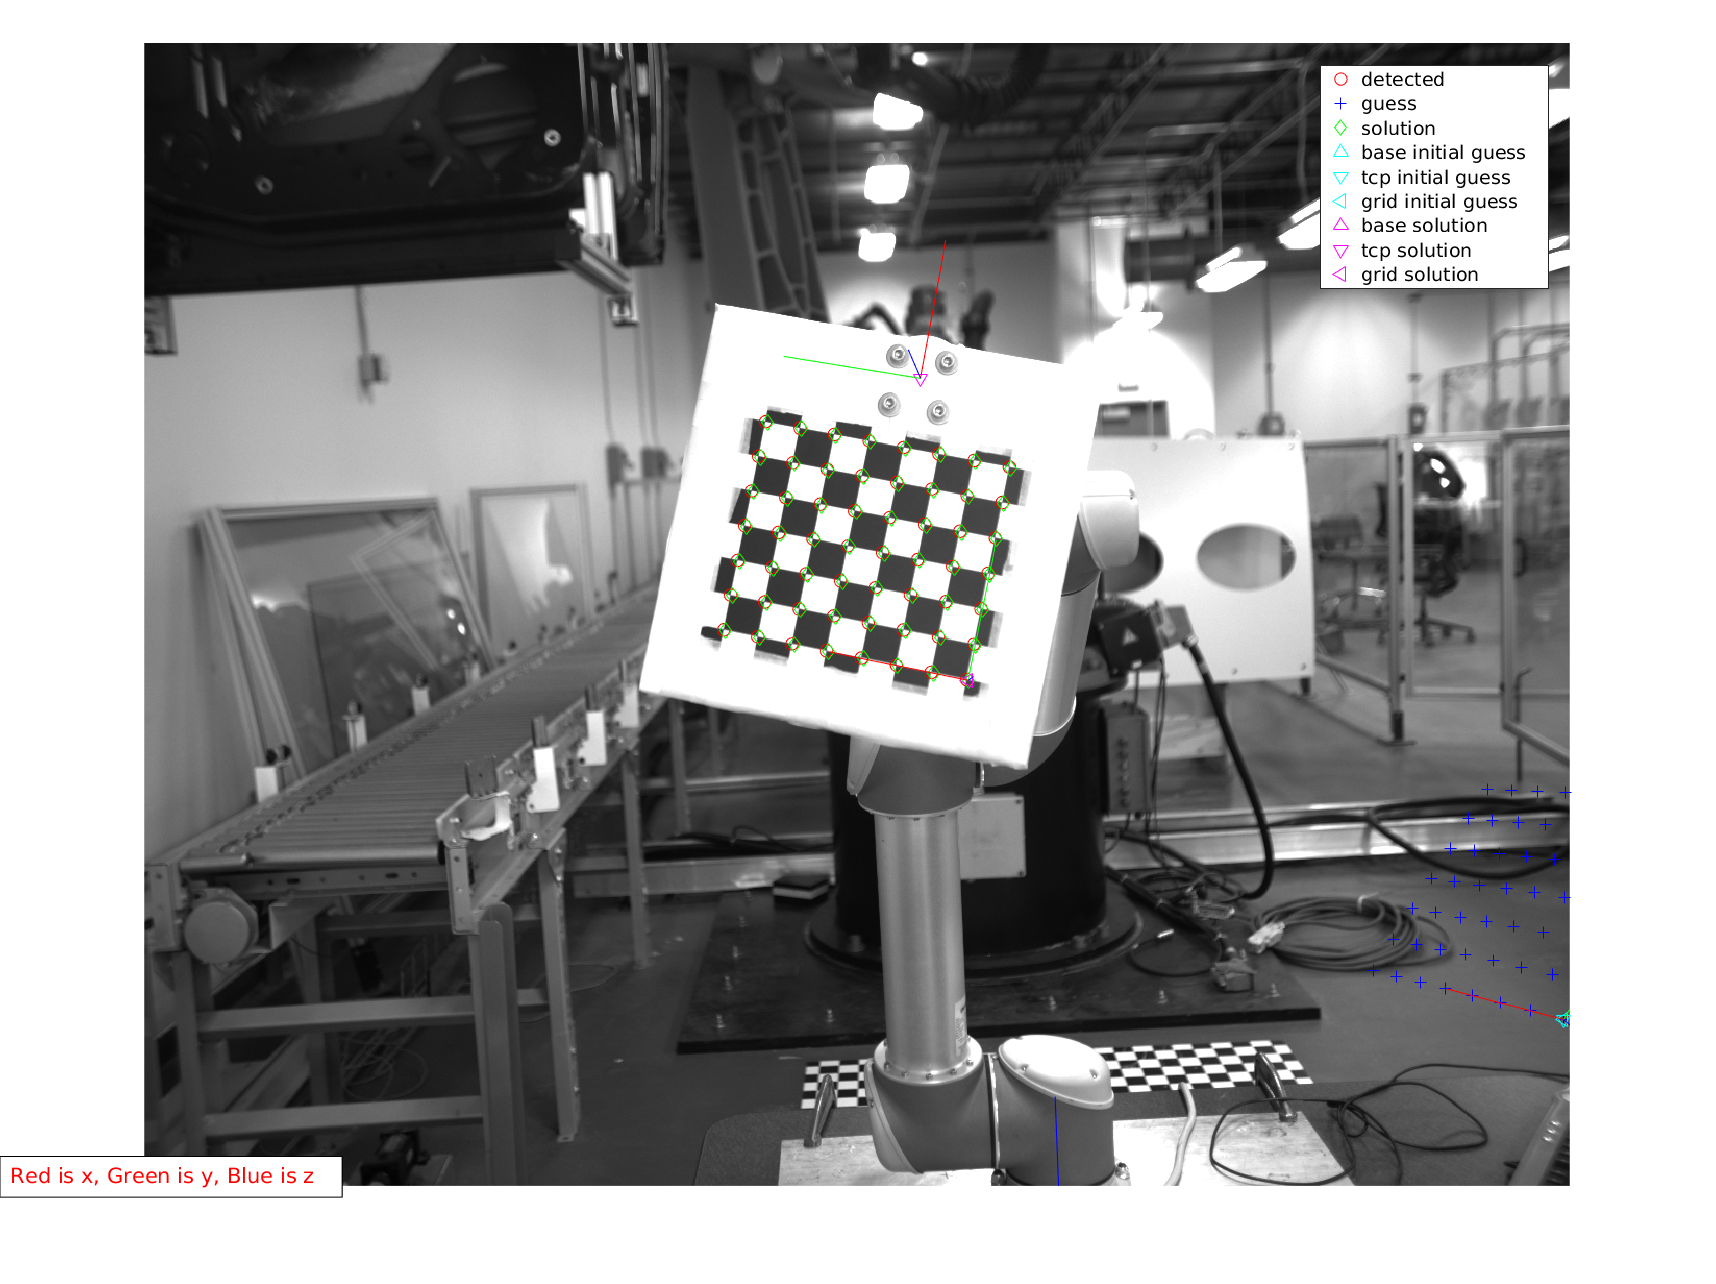 detected
guess
solution
base initial guess
tcp initial guess
grid initial guess
base solution
tcp solution
grid solution
Red is x, Green is y, Blue is z